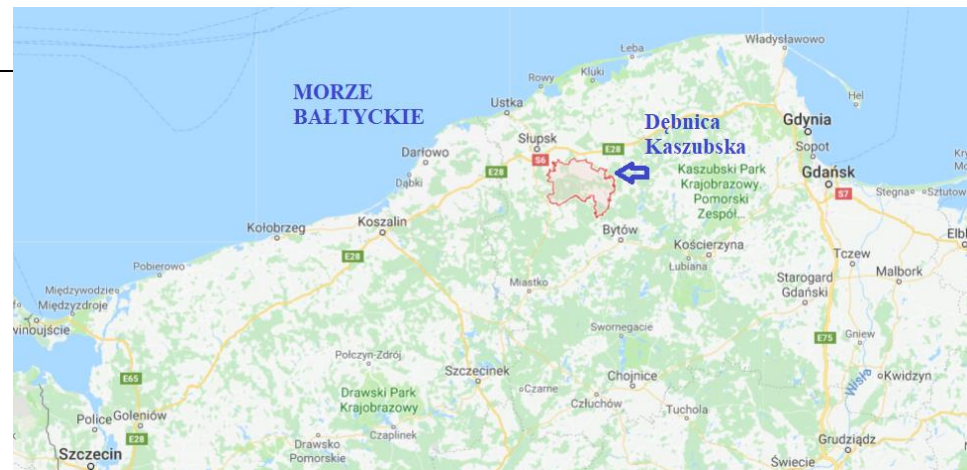 Władysławowo
Łeba
Rowy
Kluki
Hel
MORZE
BAŁTYCKIE
Ustka
Dębnica
Kaszubska
Gdynia
Słupsk
Sopot
Darłowo
S6
E28
E28
Kaszubski Park
Krajobrazowy
Pomorski
Zespół...
Gdańsk
Dąbki
S7
Stegna
Sztutow
Kołobrzeg
Koszalin
Bytów
Kościerzyna
Elbl
E28
Tczew
Pobierowo
Łubiana
Malbork
Miastko
Starogard
Gdański
Międzywodzie
Międzyzdroje
winoujście
Swornegacie
E75
Gniew
Połczyn-Zdrój
Szczecinek
Chojnice
Wisła
Kwidzyn
E65
Drawski Park
Krajobrazowy
Czarne
Człuchów
Tuchola
Police
Goleniów
E28
Czaplinek
Drawsko
Pomorskie
Grudziądz
Szczecin
Świecie